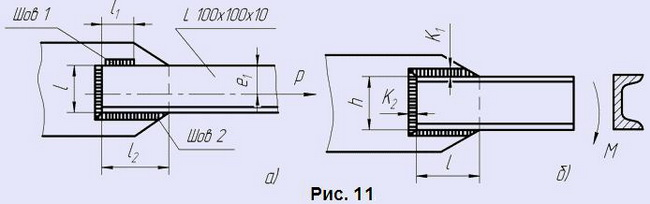 Шов 1
l₁
L 100x100x10
l
e₁
P
l₂
Шов 2
а)
K₁
h
K₂
l
M
б)
Рис. 11